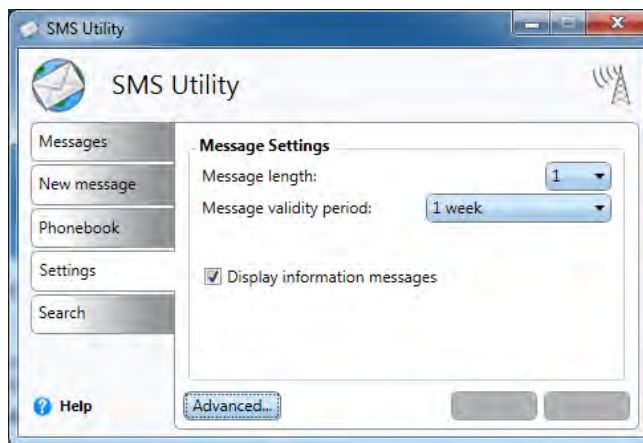 SMS Utility
SMS Utility
Messages
New message
Phonebook
Settings
Search
Help
Message Settings
Message length: 1
Message validity period: 1 week
Display information messages
Advanced...